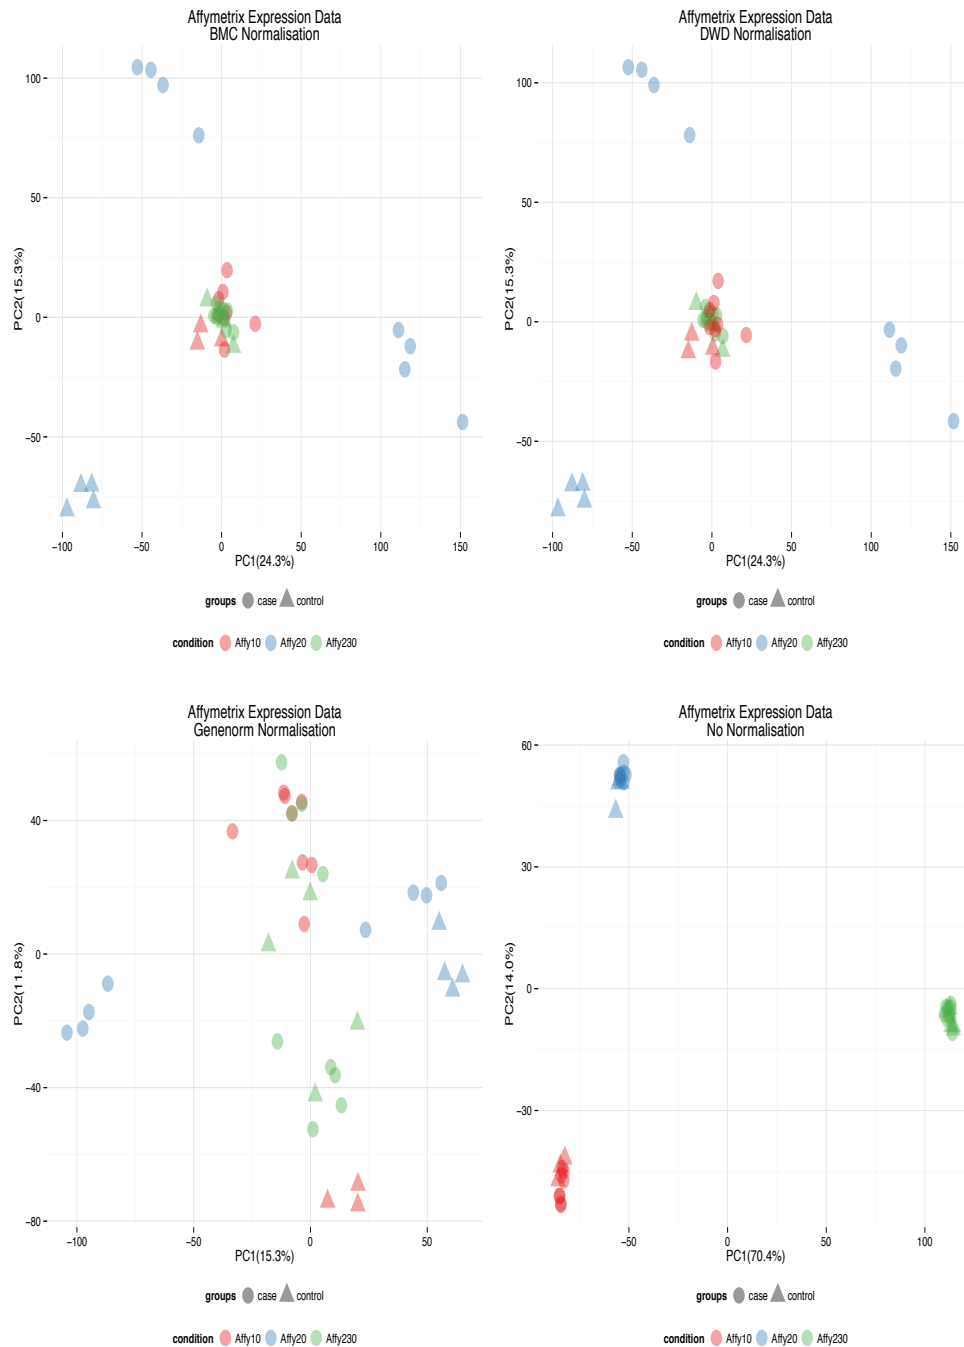 Affymetrix Expression Data
BMC Normalisation
PC2(15.3%)
100
50
0
−50
−100
−50
0
50
100
150
PC1(24.3%)
groups case control
condition Affy10 Affy20 Affy230
Affymetrix Expression Data
DWD Normalisation
PC2(15.3%)
100
50
0
−50
−100
−50
0
50
100
150
PC1(24.3%)
groups case control
condition Affy10 Affy20 Affy230
Affymetrix Expression Data
Genenorm Normalisation
PC2(11.8%)
40
0
−40
−80
−100
−50
0
50
PC1(15.3%)
groups case control
condition Affy10 Affy20 Affy230
Affymetrix Expression Data
No Normalisation
PC2(14.0%)
60
30
0
−30
−50
0
50
100
PC1(70.4%)
groups case control
condition Affy10 Affy20 Affy230